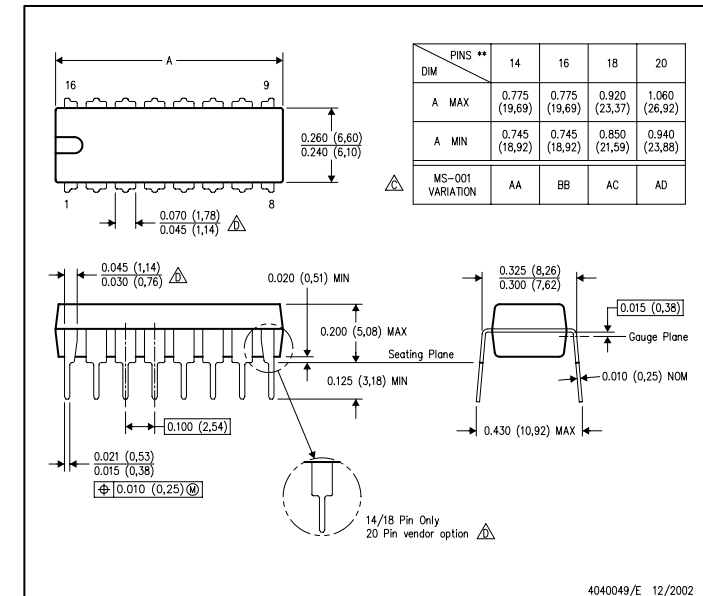 A
16 9
0.260 (6,60)
0.240 (6,10)
1 8
0.070 (1,78)
0.045 (1,14) D
PINS ** 14 16 18 20
DIM
A MAX 0.775 (19,69) 0.775 (19,69) 0.920 (23,37) 1.060 (26,92)
A MIN 0.745 (18,92) 0.745 (18,92) 0.850 (21,59) 0.940 (23,88)
C MS-001 VARIATION AA BB AC AD
0.045 (1,14)
0.030 (0,76) D
0.020 (0,51) MIN
0.200 (5,08) MAX
Seating Plane
0.125 (3,18) MIN
0.100 (2,54)
0.021 (0,53)
0.015 (0,38)
⌖ 0.010 (0,25) Ⓜ
14/18 Pin Only
20 Pin vendor option D
0.325 (8,26)
0.300 (7,62)
0.015 (0,38)
Gauge Plane
0.010 (0,25) NOM
0.430 (10,92) MAX
4040049/E 12/2002